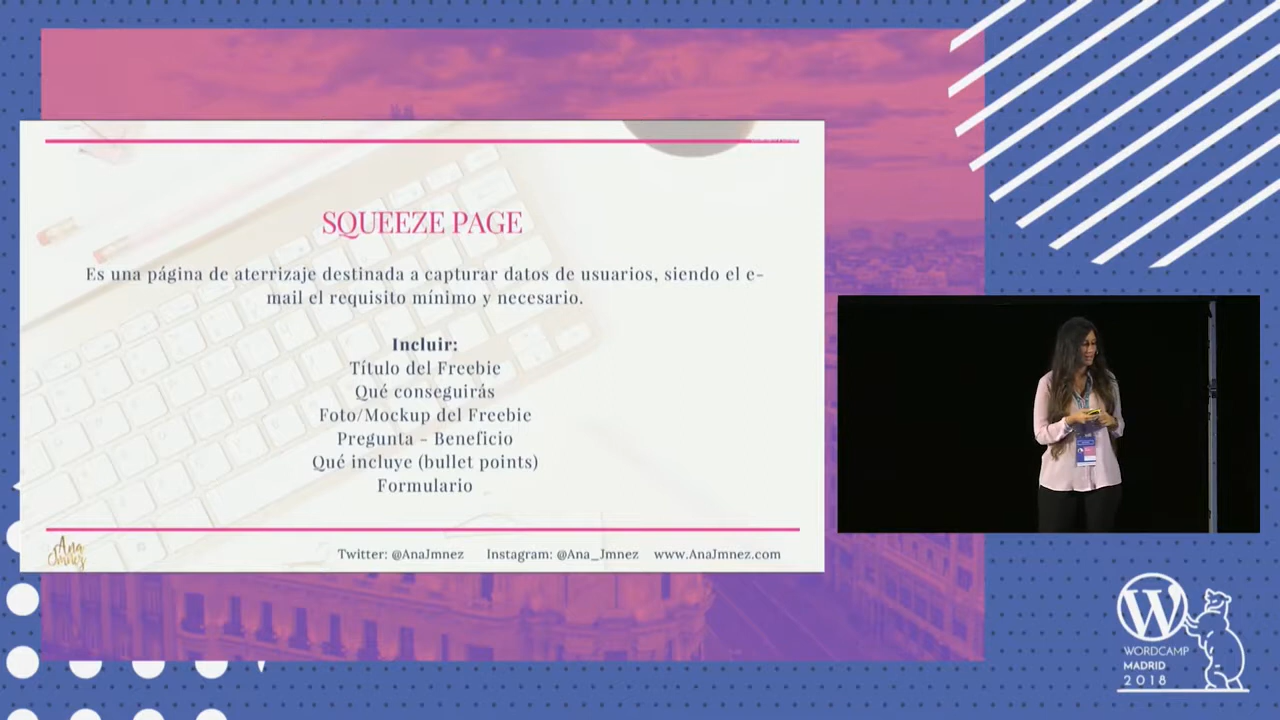 SQUEEZE PAGE
Es una página de aterrizaje destinada a capturar datos de usuarios, siendo el e-
mail el requisito mínimo y necesario.
Incluir:
Título del Freebie
Qué conseguirás
Foto/Mockup del Freebie
Pregunta - Beneficio
Qué incluye (bullet points)
Formulario
Ana
Jmnez
Twitter: @AnaJmnez Instagram: @Ana_Jmnez www.AnaJmnez.com
W
WORDCAMP
MADRID
2018